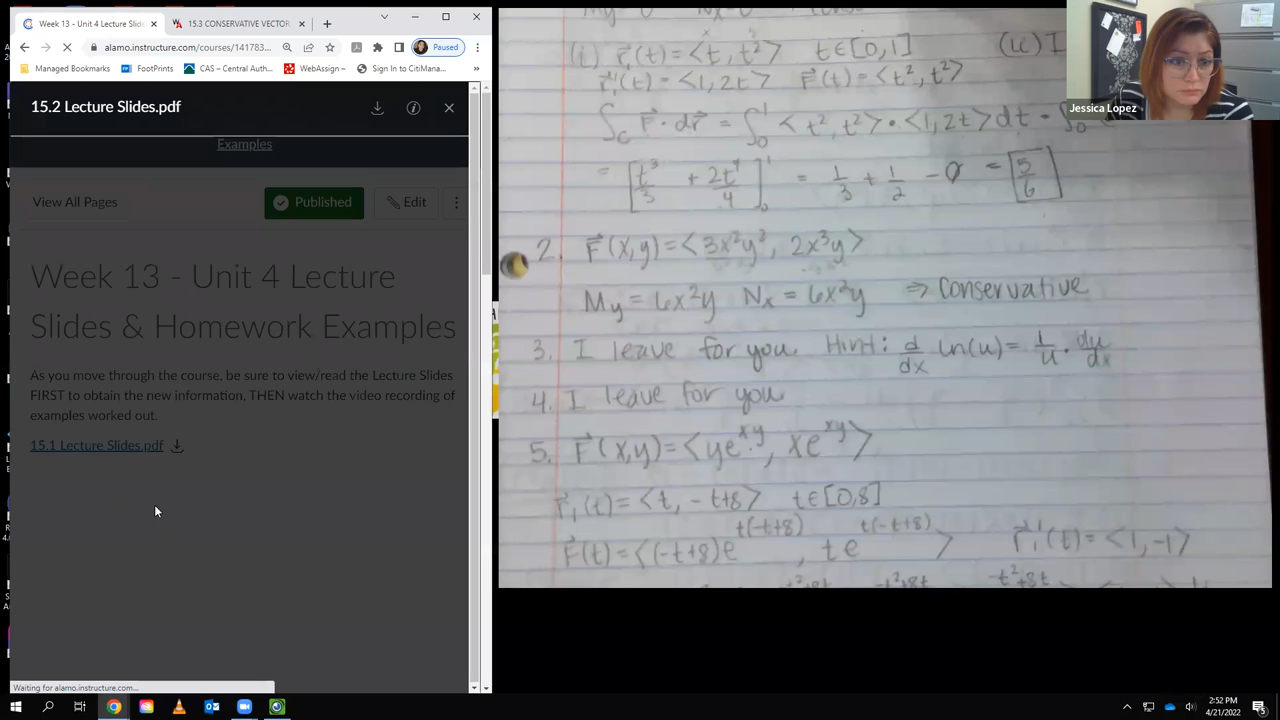 Week 13 - Unit 4 Lecture Slid
15.3 CONSERVATIVE VECTOR
alamo.instructure.com/courses/141783...
Paused
Managed Bookmarks
FootPrints
CAS – Central Auth...
WebAssign –
Sign In to CitiMana...
15.2 Lecture Slides.pdf
Examples
View All Pages
Published
Edit
Week 13 - Unit 4 Lecture
Slides & Homework Examples
As you move through the course, be sure to view/read the Lecture Slides
FIRST to obtain the new information, THEN watch the video recording of
examples worked out.
15.1 Lecture Slides.pdf
Waiting for alamo.instructure.com...
(i) r⃗₁(t) = <t, t²> t∈[0,1]
r⃗₁'(t) = <1, 2t> F⃗(t) = <t², t²>
∫_C F⃗·dr⃗ = ∫₀¹ <t², t²>·<1, 2t>dt = ∫₀
= [t³/3 + 2t⁴/4]₀¹ = 1/3 + 1/2 - 0 = 5/6
2. F⃗(x,y) = <3x²y², 2x³y>
My = 6x²y Nx = 6x²y ⇒ Conservative
3. I leave for you. Hint: d/dx ln(u) = 1/u · du/dx
4. I leave for you
5. F⃗(x,y) = <ye^xy, xe^xy>
r⃗₁(t) = <t, -t+8> t∈[0,8]
F⃗(t) = <(-t+8)e^t(-t+8), te^t(-t+8)> r⃗₁'(t) = <1, -1>
Jessica Lopez
2:52 PM
4/21/2022